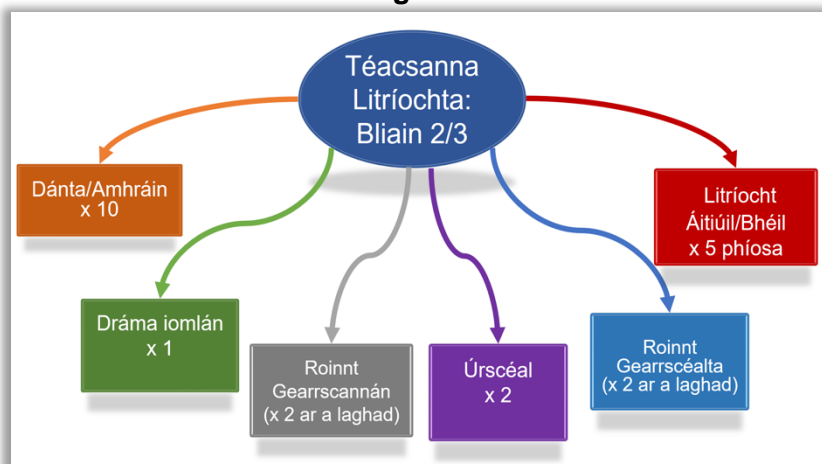 Téacsanna
Litríochta:
Bliain 2/3
Dánta/Amhráin
x 10
Litríocht
Áitiúil/Bhéil
x 5 phíosa
Dráma iomlán
x 1
Roinnt
Gearrscannán
(x 2 ar a laghad)
Úrscéal
x 2
Roinnt
Gearrscéalta
(x 2 ar a laghad)